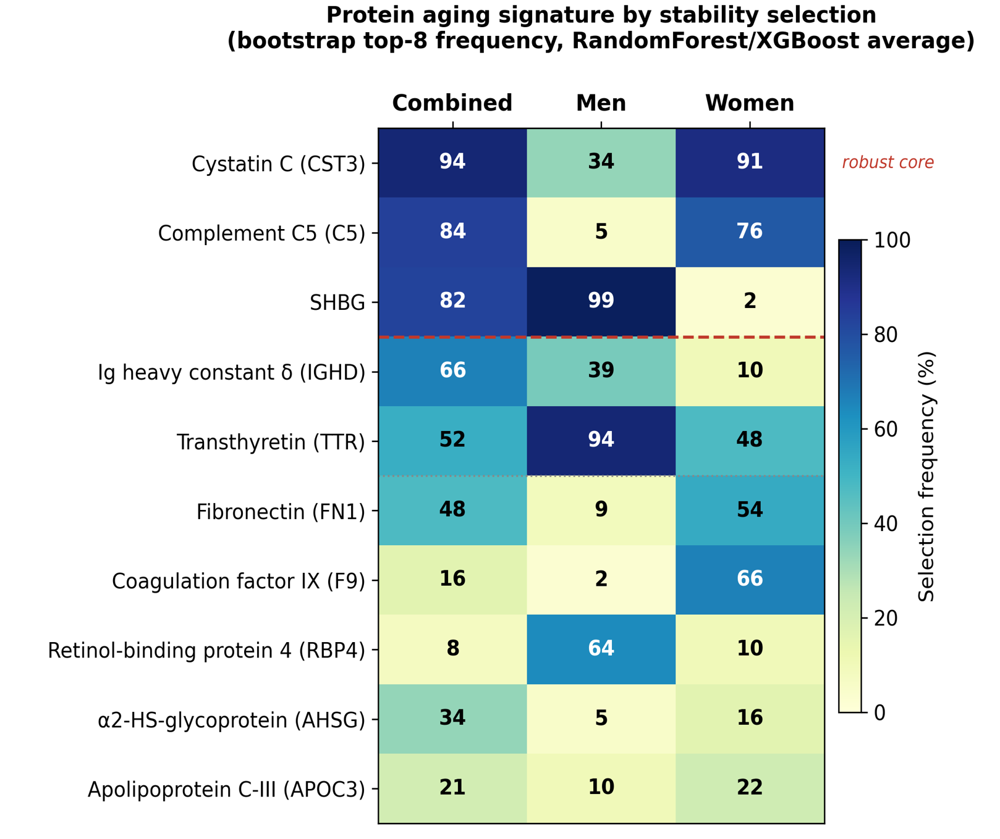 Protein aging signature by stability selection
(bootstrap top-8 frequency, RandomForest/XGBoost average)
Combined Men Women
Cystatin C (CST3) 94 34 91 robust core
Complement C5 (C5) 84 5 76
SHBG 82 99 2
Ig heavy constant δ (IGHD) 66 39 10
Transthyretin (TTR) 52 94 48
Fibronectin (FN1) 48 9 54
Coagulation factor IX (F9) 16 2 66
Retinol-binding protein 4 (RBP4) 8 64 10
α2-HS-glycoprotein (AHSG) 34 5 16
Apolipoprotein C-III (APOC3) 21 10 22
100
80
60
40
20
0
Selection frequency (%)